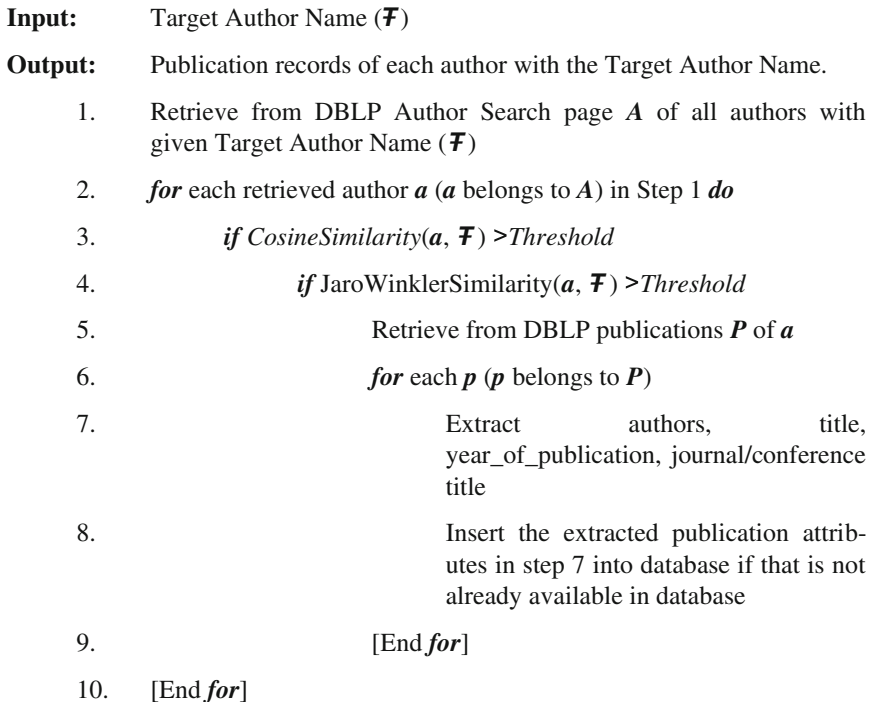 Input: Target Author Name (Ŧ)
Output: Publication records of each author with the Target Author Name.
1. Retrieve from DBLP Author Search page A of all authors with
given Target Author Name (Ŧ)
2. for each retrieved author a (a belongs to A) in Step 1 do
3. if CosineSimilarity(a, Ŧ) >Threshold
4. if JaroWinklerSimilarity(a, Ŧ) >Threshold
5. Retrieve from DBLP publications P of a
6. for each p (p belongs to P)
7. Extract authors, title,
year_of_publication, journal/conference
title
8. Insert the extracted publication attrib-
utes in step 7 into database if that is not
already available in database
9. [End for]
10. [End for]